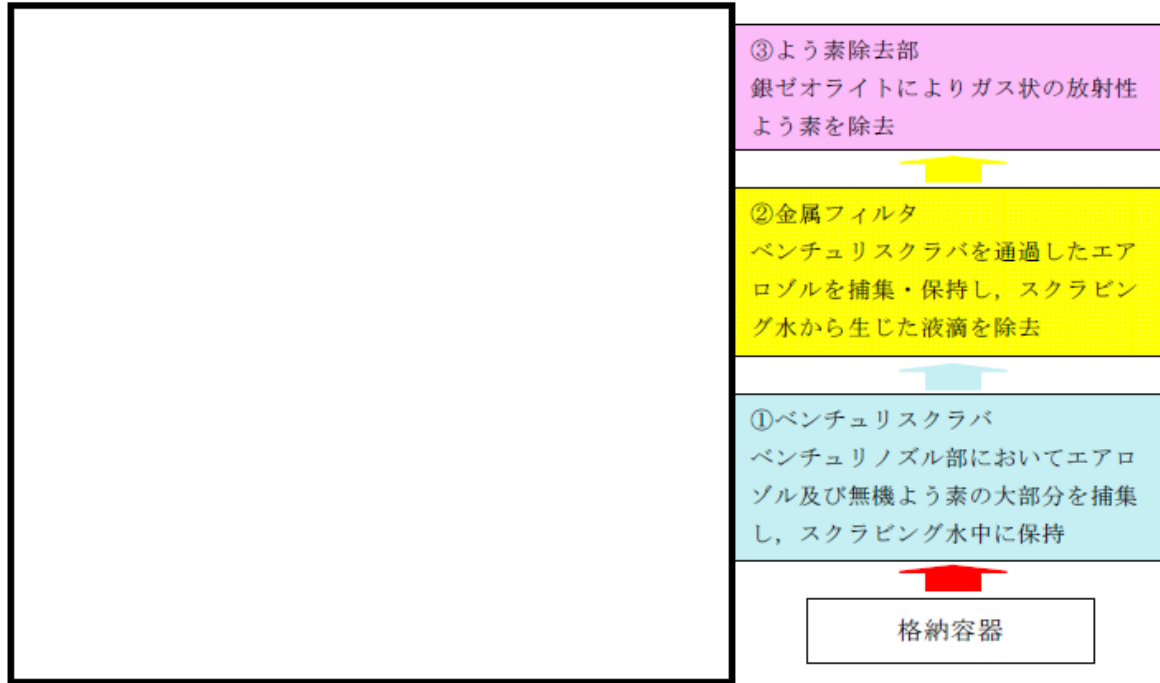 ③よう素除去部
銀ゼオライトによりガス状の放射性
よう素を除去
②金属フィルタ
ベンチュリスクラバを通過したエア
ロゾルを捕集・保持し，スクラビン
グ水から生じた液滴を除去
①ベンチュリスクラバ
ベンチュリノズル部においてエアロ
ゾル及び無機よう素の大部分を捕集
し，スクラビング水中に保持
格納容器